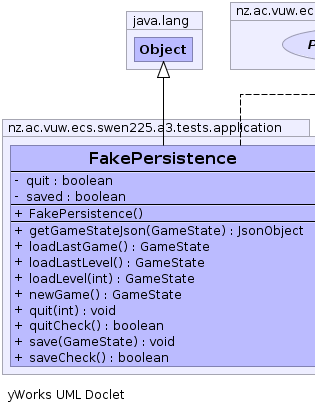 java.lang
nz.ac.vuw.ec
Object
P
nz.ac.vuw.ecs.swen225.a3.tests.application
FakePersistence
- quit : boolean
- saved : boolean
+ FakePersistence()
+ getGameStateJson(GameState) : JsonObject
+ loadLastGame() : GameState
+ loadLastLevel() : GameState
+ loadLevel(int) : GameState
+ newGame() : GameState
+ quit(int) : void
+ quitCheck() : boolean
+ save(GameState) : void
+ saveCheck() : boolean
yWorks UML Doclet